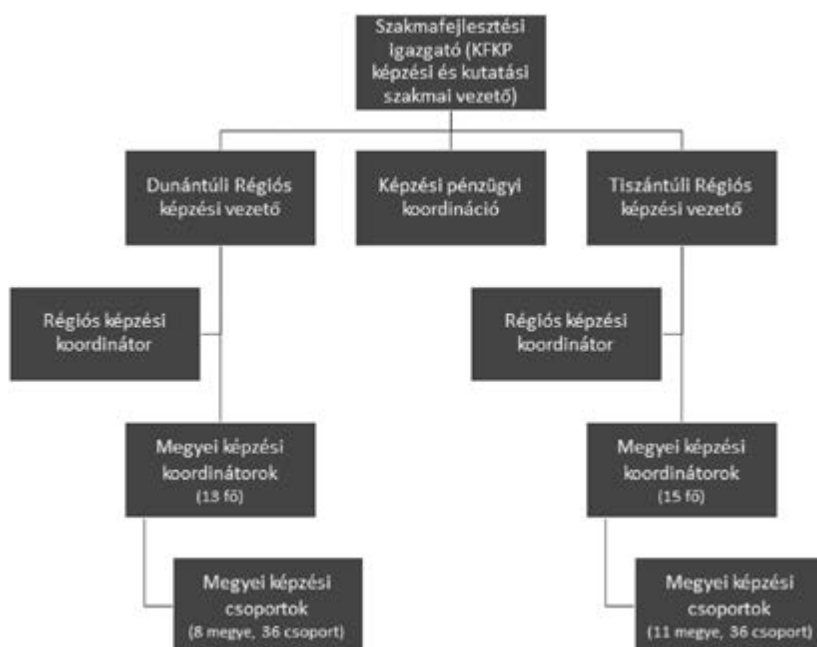 Szakmafejlesztési
igazgató (KFKP
képzési és kutatási
szakmai vezető)
Dunántúli Régiós
képzési vezető
Képzési pénzügyi
koordináció
Tiszántúli Régiós
képzési vezető
Régiós képzési
koordinátor
Régiós képzési
koordinátor
Megyei képzési
koordinátorok
(13 fő)
Megyei képzési
koordinátorok
(15 fő)
Megyei képzési
csoportok
(8 megye, 36 csoport)
Megyei képzési
csoportok
(11 megye, 36 csoport)